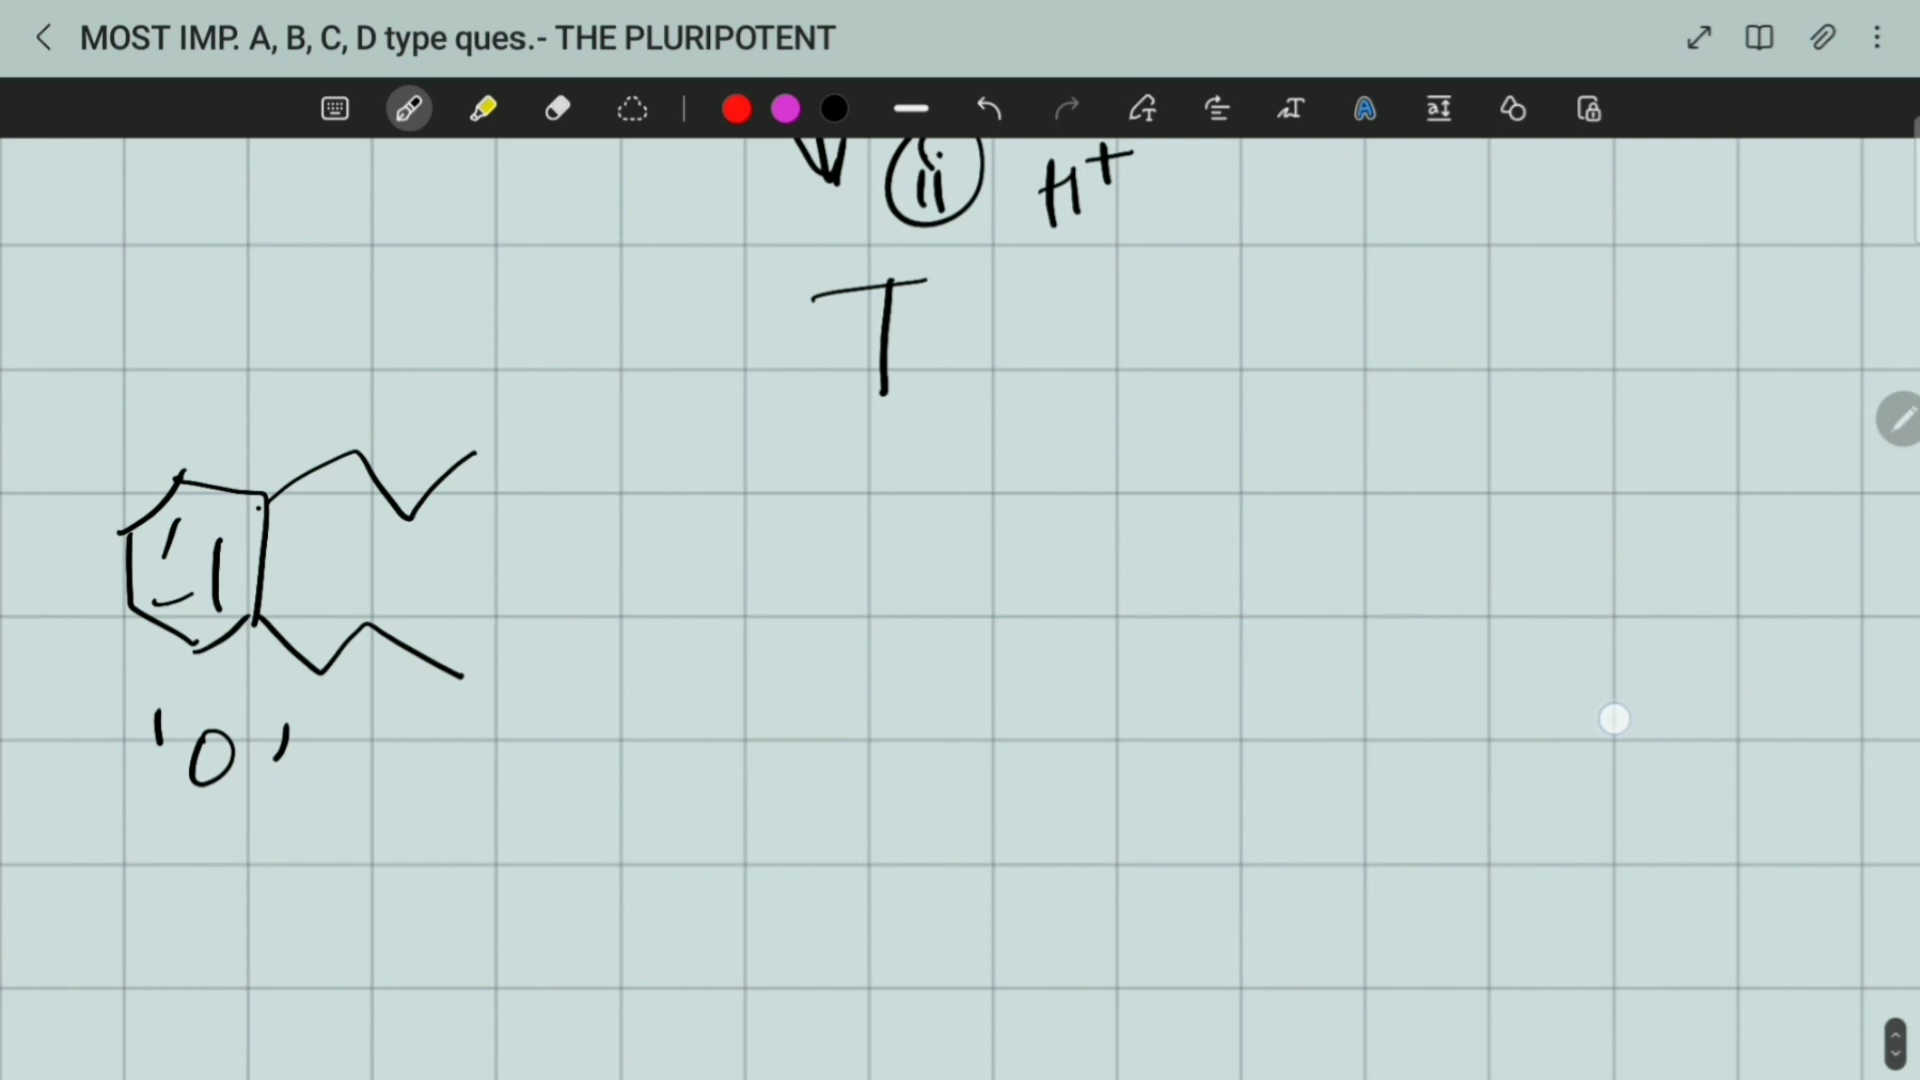 MOST IMP. A, B, C, D type ques.- THE PLURIPOTENT
ii H+
T
'O'